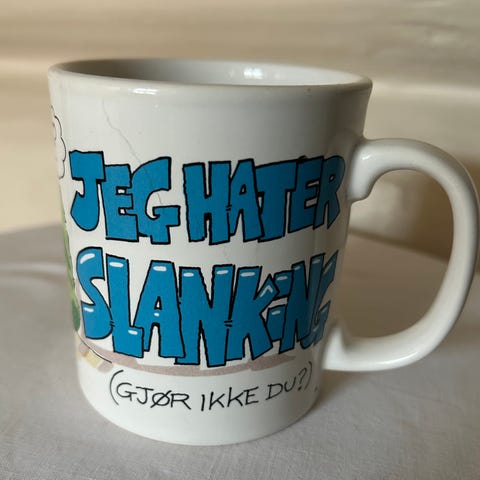 JEG HATER
SLANKING
(GJØR IKKE DU?)